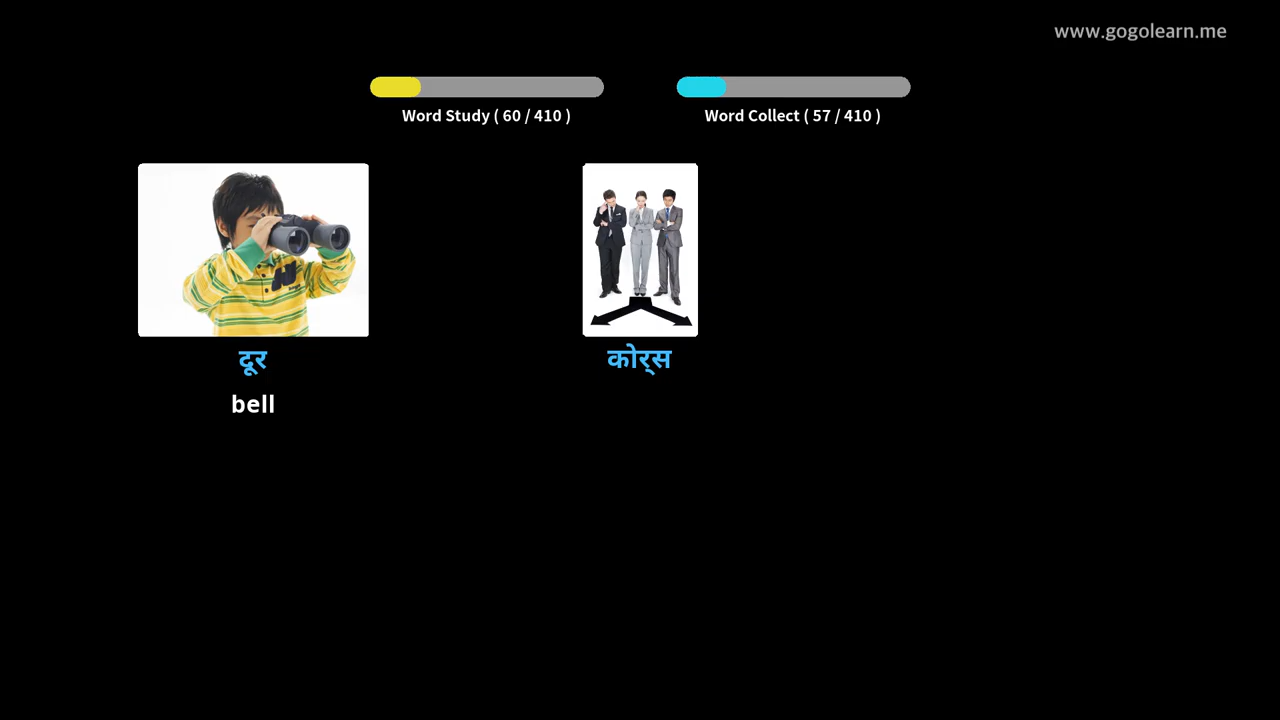 www.gogolearn.me
Word Study ( 60 / 410 )
Word Collect ( 57 / 410 )
दूर
कोर्स
bell